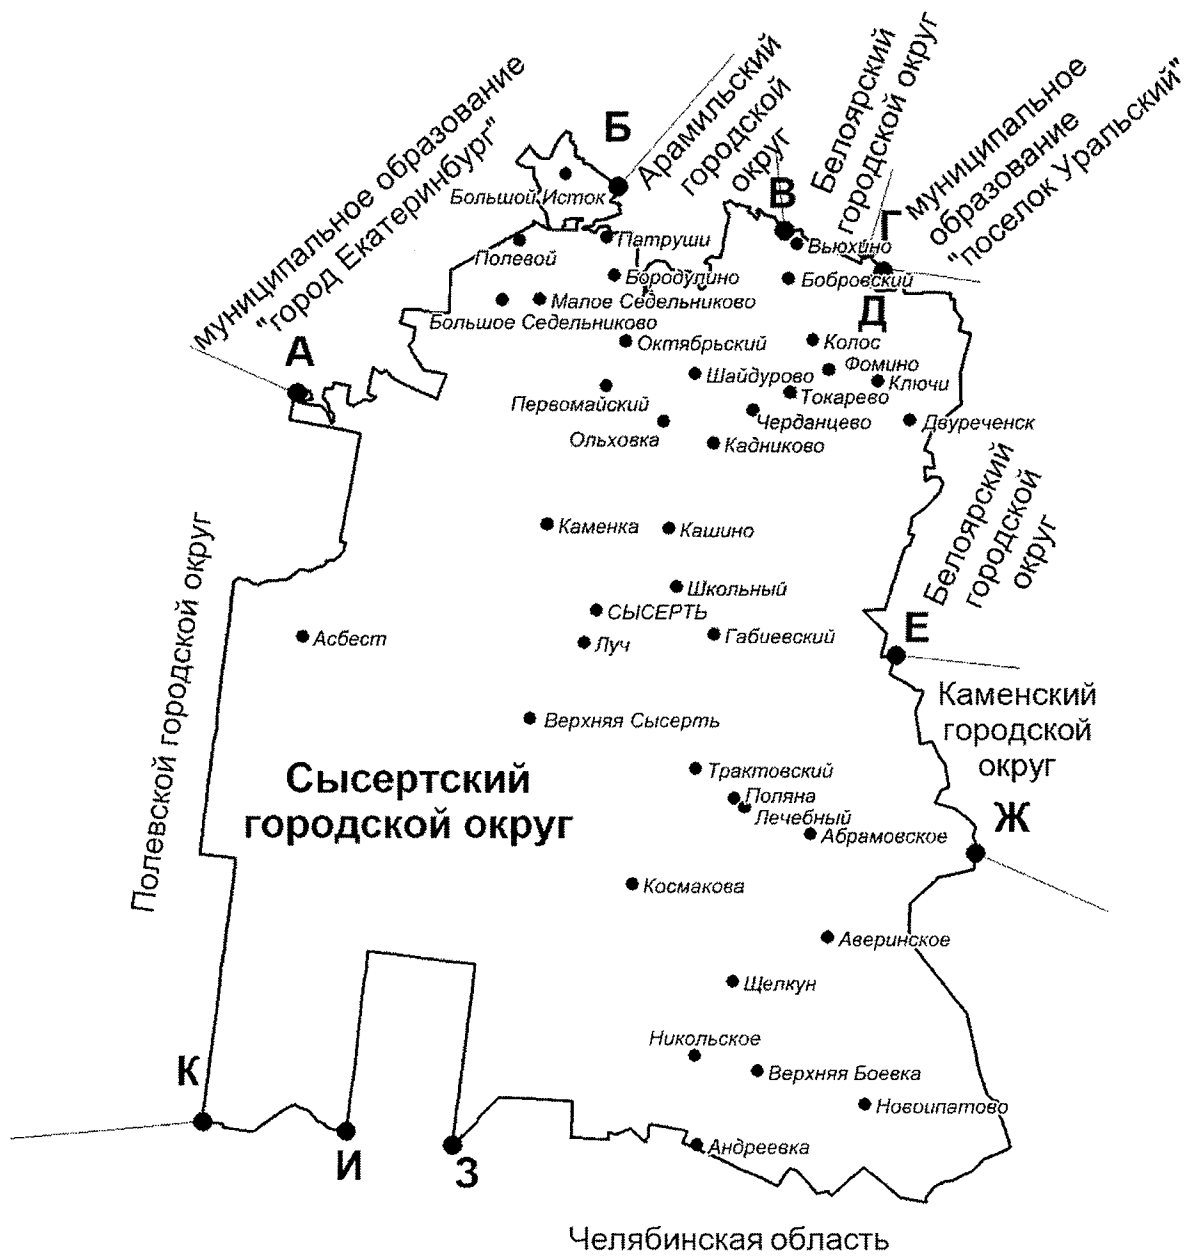 муниципальное образование
"город Екатеринбург"
Б
Арамильский
городской
округ
Белоярский
городской округ
муниципальное
образование
"поселок Уральский"
В
Г
Большой Исток
Патруши
Полевой
Вьюхино
Бородулино
Бобровский
Малое Седельниково
Большое Седельниково
Д
А
Октябрьский
Колос
Фомино
Шайдурово
Ключи
Первомайский
Токарево
Черданцево
Двуреченск
Ольховка
Кадниково
Белоярский
городской
округ
Каменка
Кашино
Полевской городской округ
Школьный
СЫСЕРТЬ
Е
Асбест
Луч
Габиевский
Каменский
городской
округ
Верхняя Сысерть
Сысертский
городской округ
Трактовский
Поляна
Лечебный
Ж
Абрамовское
Космакова
Аверинское
Щелкун
Никольское
К
Верхняя Боевка
Новоипатово
Андреевка
И
З
Челябинская область